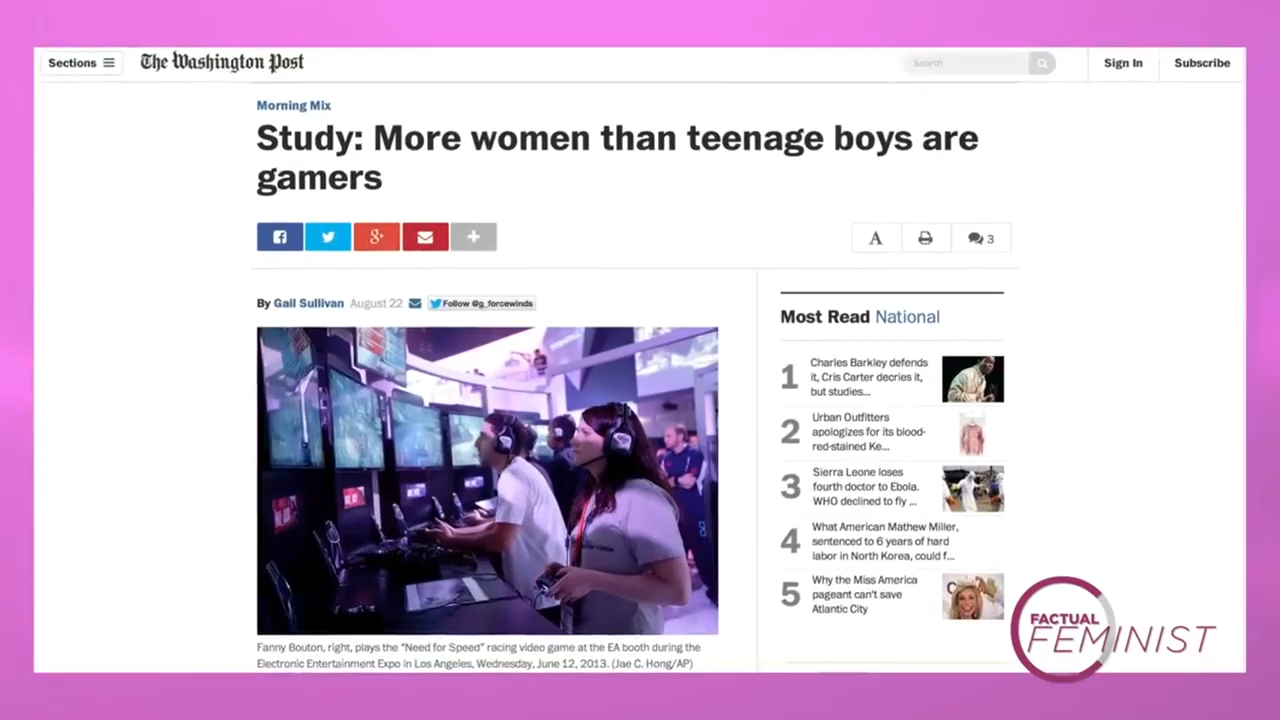 Sections
The Washington Post
Search
Sign In
Subscribe
Morning Mix
Study: More women than teenage boys are
gamers
A
3
By Gail Sullivan August 22
Follow @g_forcewinds
Fanny Bouton, right, plays the "Need for Speed" racing video game at the EA booth during the
Electronic Entertainment Expo in Los Angeles, Wednesday, June 12, 2013. (Jae C. Hong/AP)
Most Read National
1
Charles Barkley defends
it, Cris Carter decries it,
but studies...
2
Urban Outfitters
apologizes for its blood-
red-stained Ke...
3
Sierra Leone loses
fourth doctor to Ebola.
WHO declined to fly ...
4
What American Mathew Miller,
sentenced to 6 years of hard
labor in North Korea, could f...
5
Why the Miss America
pageant can't save
Atlantic City
FACTUAL
FEMINIST